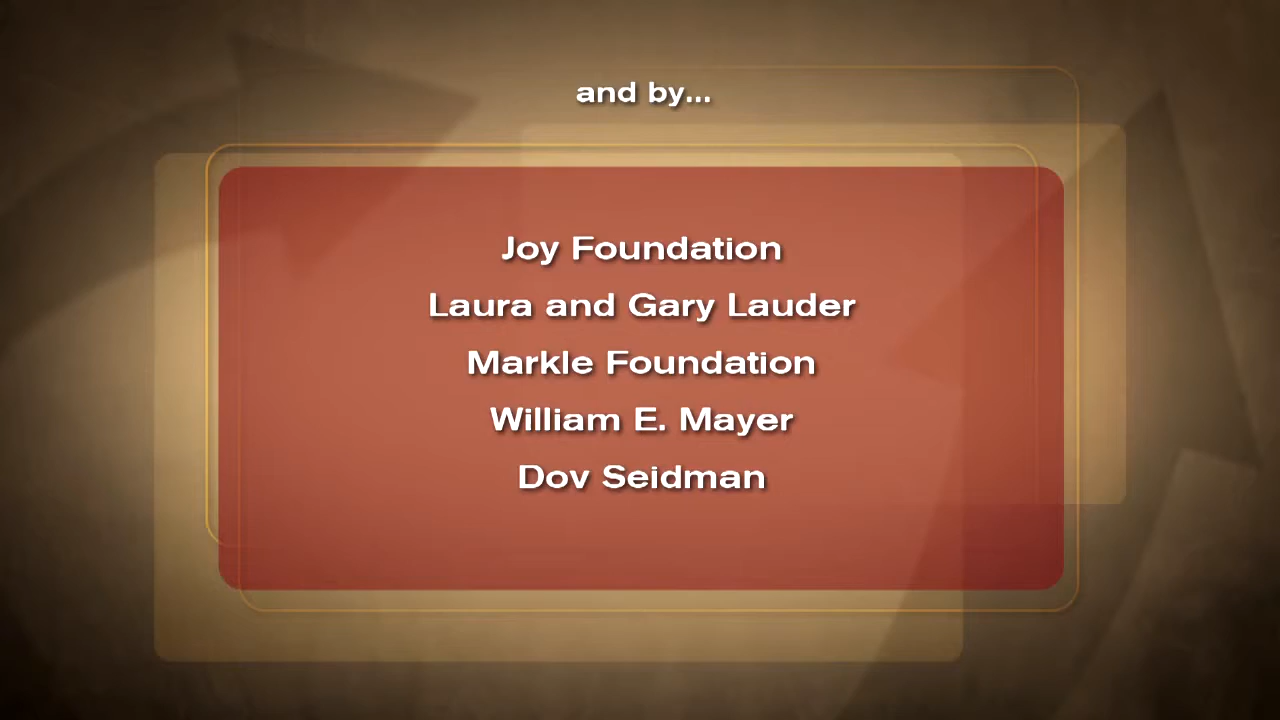 and by...
Joy Foundation
Laura and Gary Lauder
Markle Foundation
William E. Mayer
Dov Seidman